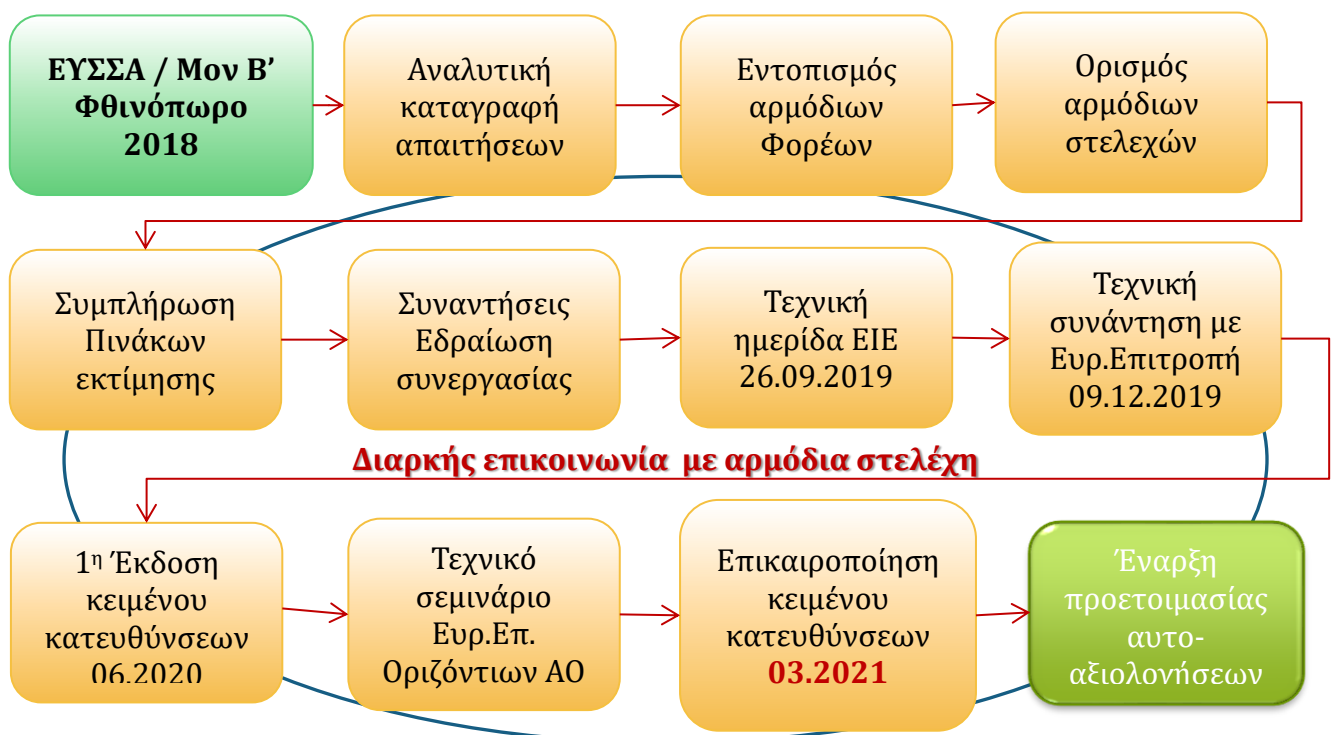 ΕΥΣΣΑ / Μον Β’
Φθινόπωρο
2018
Αναλυτική
καταγραφή
απαιτήσεων
Εντοπισμός
αρμόδιων
Φορέων
Ορισμός
αρμόδιων
στελεχών
Συμπλήρωση
Πινάκων
εκτίμησης
Συναντήσεις
Εδραίωση
συνεργασίας
Τεχνική
ημερίδα ΕΙΕ
26.09.2019
Τεχνική
συνάντηση με
Ευρ.Επιτροπή
09.12.2019
Διαρκής επικοινωνία με αρμόδια στελέχη
1η Έκδοση
κειμένου
κατευθύνσεων
06.2020
Τεχνικό
σεμινάριο
Ευρ.Επ.
Οριζόντιων ΑΟ
Επικαιροποίηση
κειμένου
κατευθύνσεων
03.2021
Έναρξη
προετοιμασίας
αυτο-
αξιολογήσεων